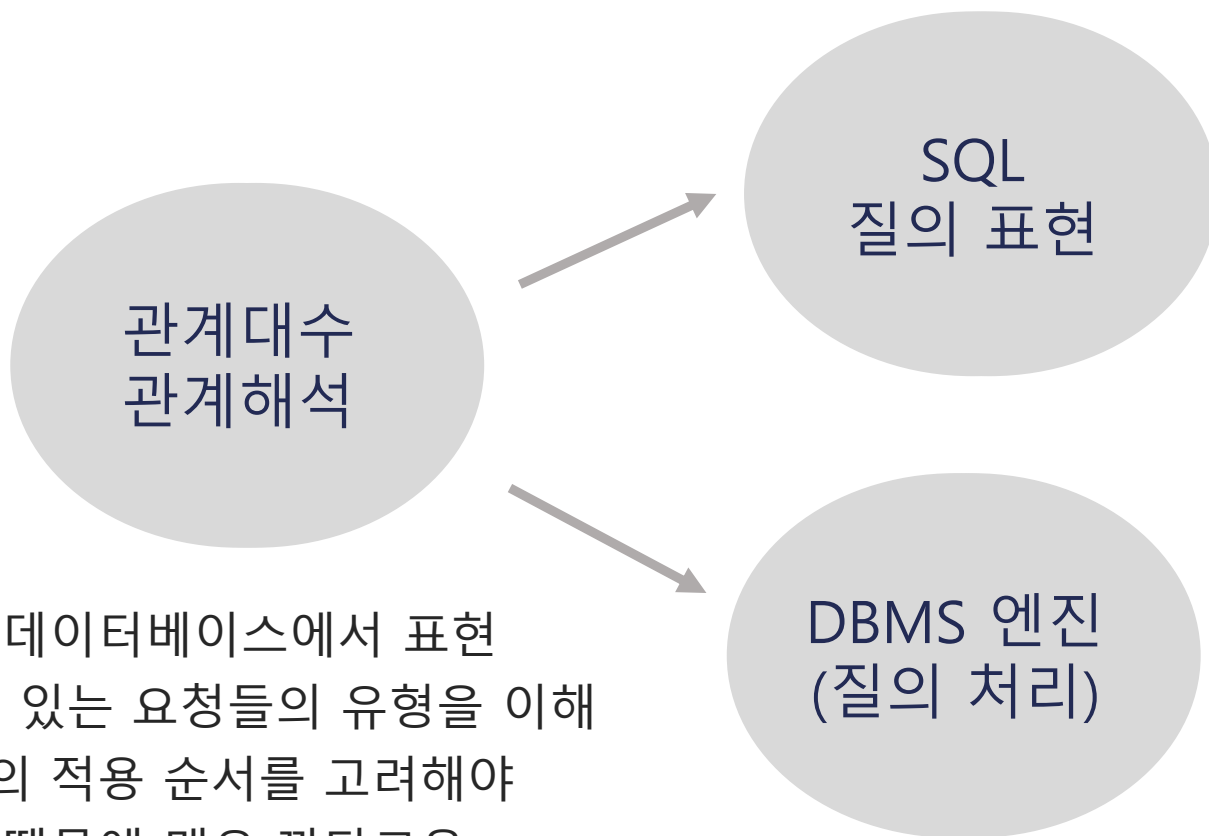 SQL
질의 표현
관계대수
관계해석
데이터베이스에서 표현
있는 요청들의 유형을 이해
의 적용 순서를 고려해야
DBMS 엔진
(질의 처리)